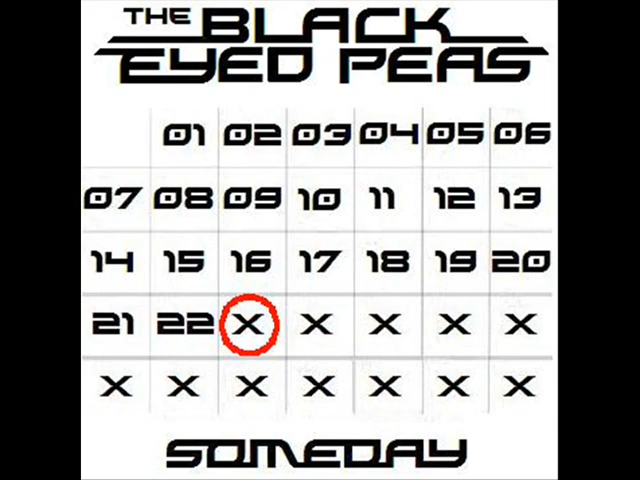 THE BLACK
EYED PEAS
01 02 03 04 05 06
07 08 09 10 11 12 13
14 15 16 17 18 19 20
21 22 X X X X X
X X X X X X X
SOMEDAY